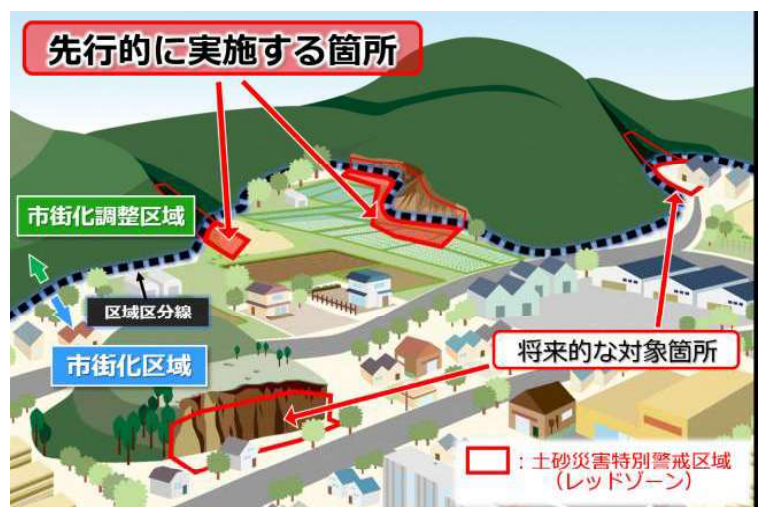 先行的に実施する箇所
市街化調整区域
区域区分線
市街化区域
将来的な対象箇所
：土砂災害特別警戒区域
（レッドゾーン）